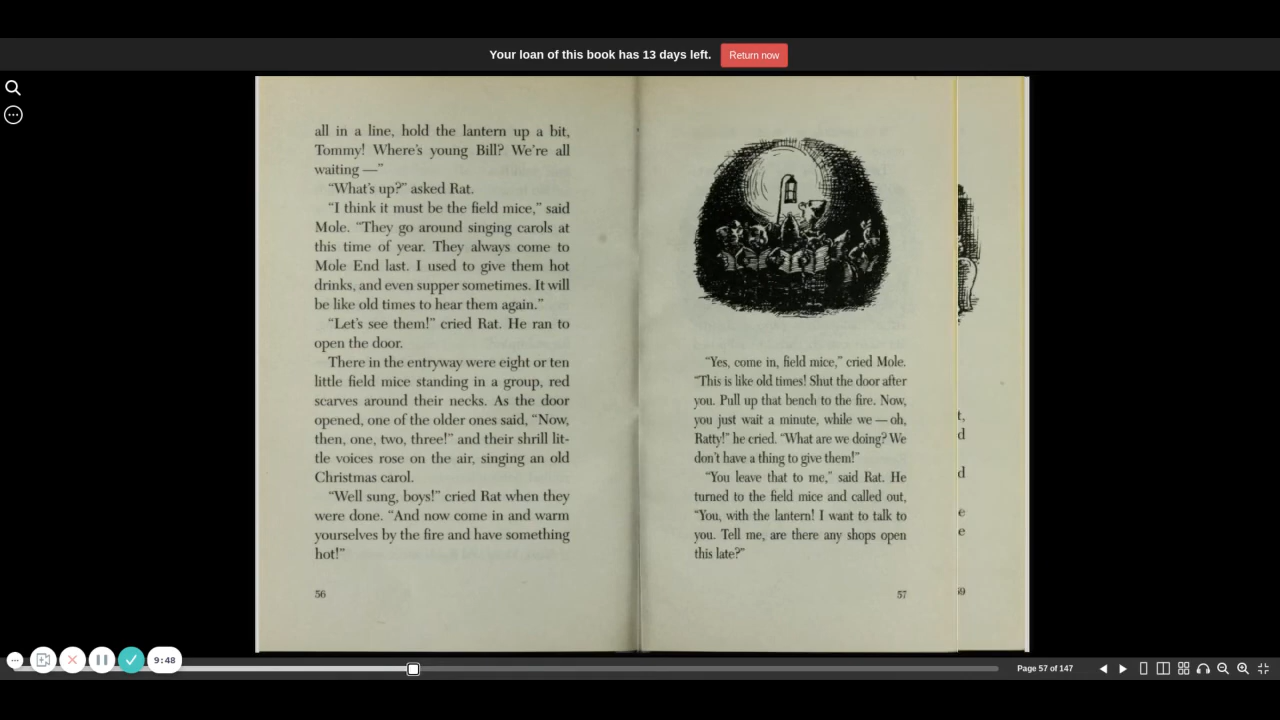 Your loan of this book has 13 days left. Return now
all in a line, hold the lantern up a bit,
Tommy! Where's young Bill? We're all
waiting —”
“What's up?” asked Rat.
“I think it must be the field mice,” said
Mole. “They go around singing carols at
this time of year. They always come to
Mole End last. I used to give them hot
drinks, and even supper sometimes. It will
be like old times to hear them again.”
“Let's see them!” cried Rat. He ran to
open the door.
There in the entryway were eight or ten
little field mice standing in a group, red
scarves around their necks. As the door
opened, one of the older ones said, “Now,
then, one, two, three!” and their shrill lit-
tle voices rose on the air, singing an old
Christmas carol.
“Well sung, boys!” cried Rat when they
were done. “And now come in and warm
yourselves by the fire and have something
hot!”
56
“Yes, come in, field mice,” cried Mole.
“This is like old times! Shut the door after
you. Pull up that bench to the fire. Now,
you just wait a minute, while we — oh,
Ratty!” he cried. “What are we doing? We
don't have a thing to give them!”
“You leave that to me,” said Rat. He
turned to the field mice and called out,
“You, with the lantern! I want to talk to
you. Tell me, are there any shops open
this late?”
57
t,
d
d
e
e
9:48
Page 57 of 147